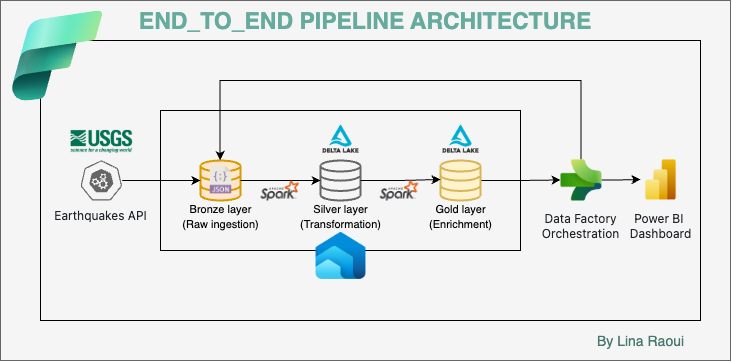 END_TO_END PIPELINE ARCHITECTURE
USGS
science for a changing world
Earthquakes API
{:}
JSON
Bronze layer
(Raw ingestion)
APACHE
Spark
DELTA LAKE
Silver layer
(Transformation)
APACHE
Spark
DELTA LAKE
Gold layer
(Enrichment)
Data Factory
Orchestration
Power BI
Dashboard
By Lina Raoui